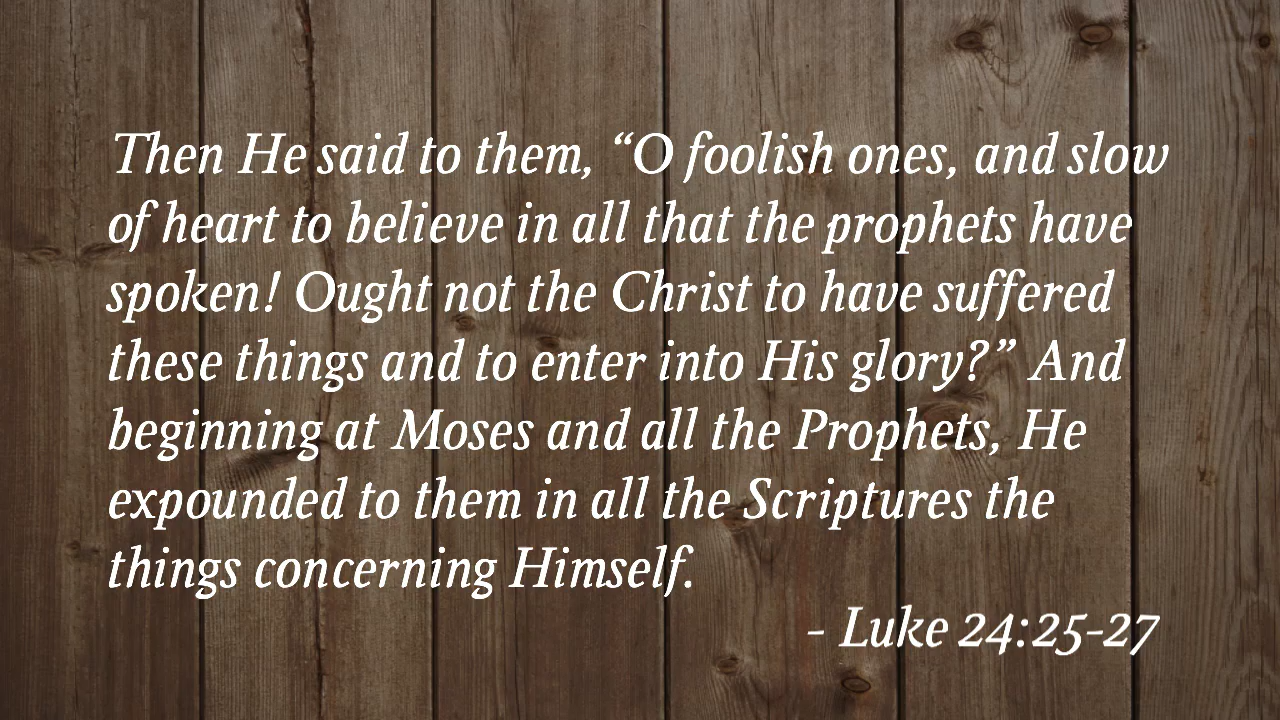 Then He said to them, “O foolish ones, and slow
of heart to believe in all that the prophets have
spoken! Ought not the Christ to have suffered
these things and to enter into His glory?” And
beginning at Moses and all the Prophets, He
expounded to them in all the Scriptures the
things concerning Himself.
- Luke 24:25-27